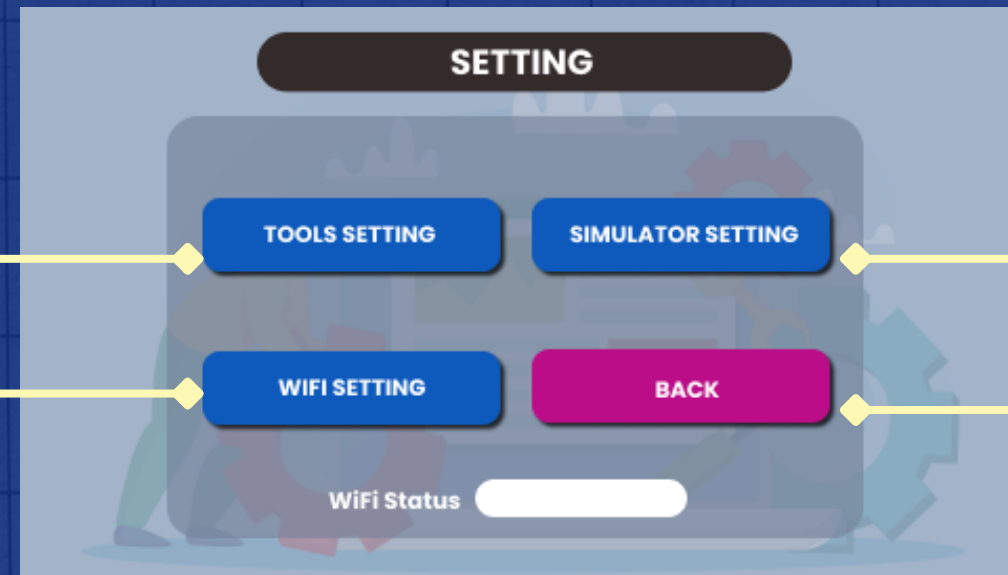 SETTING
TOOLS SETTING
SIMULATOR SETTING
WIFI SETTING
BACK
WiFi Status